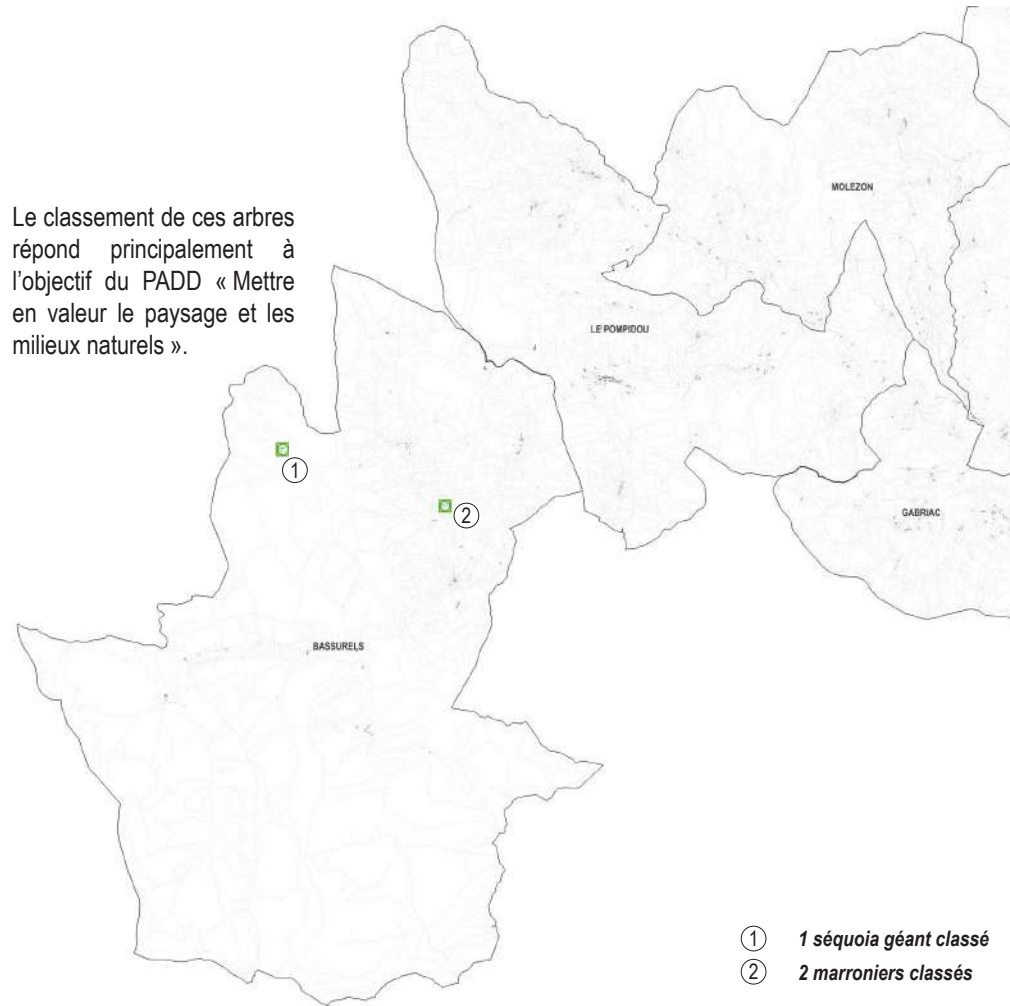 Le classement de ces arbres
répond principalement à
l’objectif du PADD « Mettre
en valeur le paysage et les
milieux naturels ».
MOLEZON
LE POMPIDOU
GABRIAC
BASSURELS
①
②
① 1 séquoia géant classé
② 2 marroniers classés